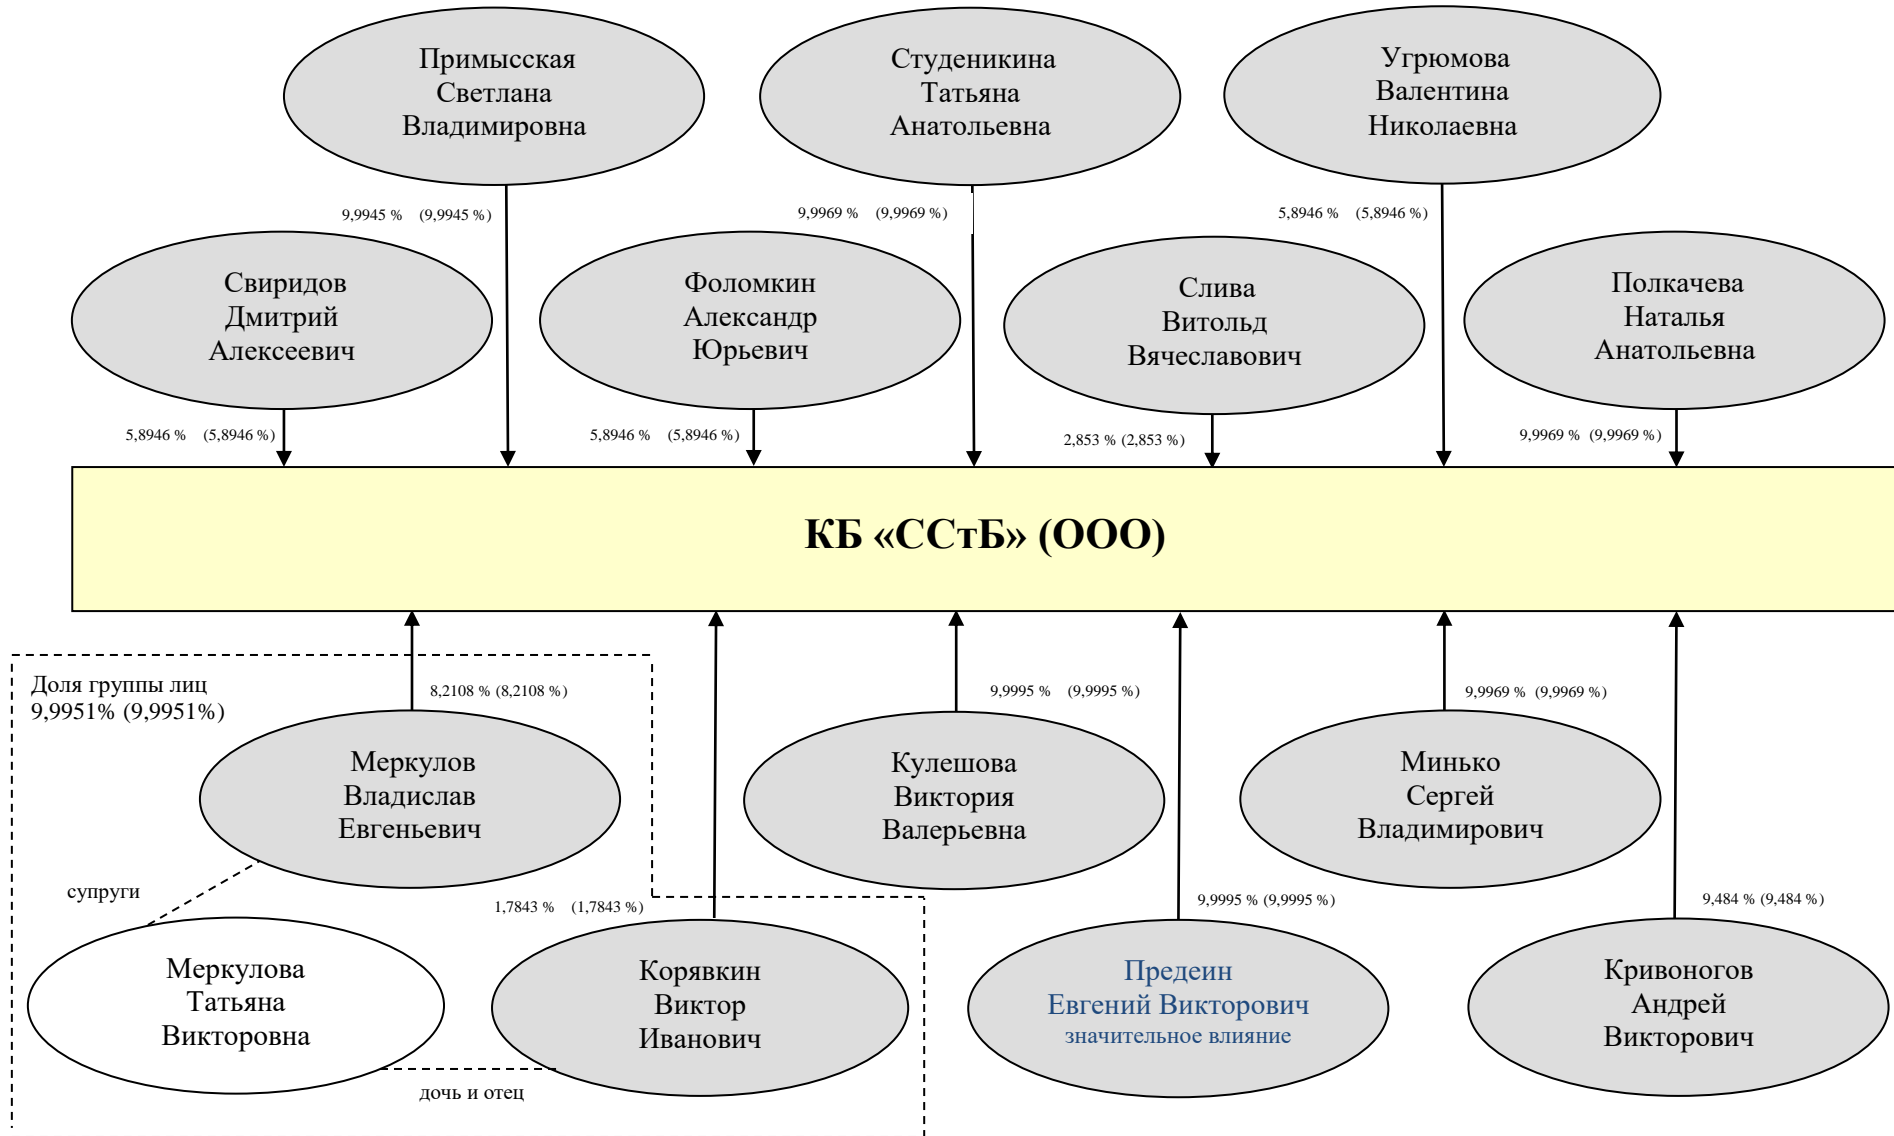 Примысская
Светлана
Владимировна
Студеникина
Татьяна
Анатольевна
Угрюмова
Валентина
Николаевна
9,9945 % (9,9945 %)
9,9969 % (9,9969 %)
5,8946 % (5,8946 %)
Свиридов
Дмитрий
Алексеевич
Фоломкин
Александр
Юрьевич
Слива
Витольд
Вячеславович
Полкачева
Наталья
Анатольевна
5,8946 % (5,8946 %)
5,8946 % (5,8946 %)
2,853 % (2,853 %)
9,9969 % (9,9969 %)
КБ «ССтБ» (ООО)
Доля группы лиц
9,9951% (9,9951%)
8,2108 % (8,2108 %)
9,9995 % (9,9995 %)
9,9969 % (9,9969 %)
Меркулов
Владислав
Евгеньевич
Кулешова
Виктория
Валерьевна
Минько
Сергей
Владимирович
супруги
1,7843 % (1,7843 %)
9,9995 % (9,9995 %)
9,484 % (9,484 %)
Меркулова
Татьяна
Викторовна
Корявкин
Виктор
Иванович
Предеин
Евгений Викторович
значительное влияние
Кривоногов
Андрей
Викторович
дочь и отец